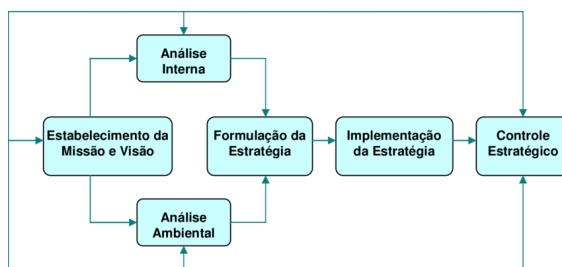 Análise
Interna
Estabelecimento da
Missão e Visão
Formulação da
Estratégia
Implementação
da Estratégia
Controle
Estratégico
Análise
Ambiental